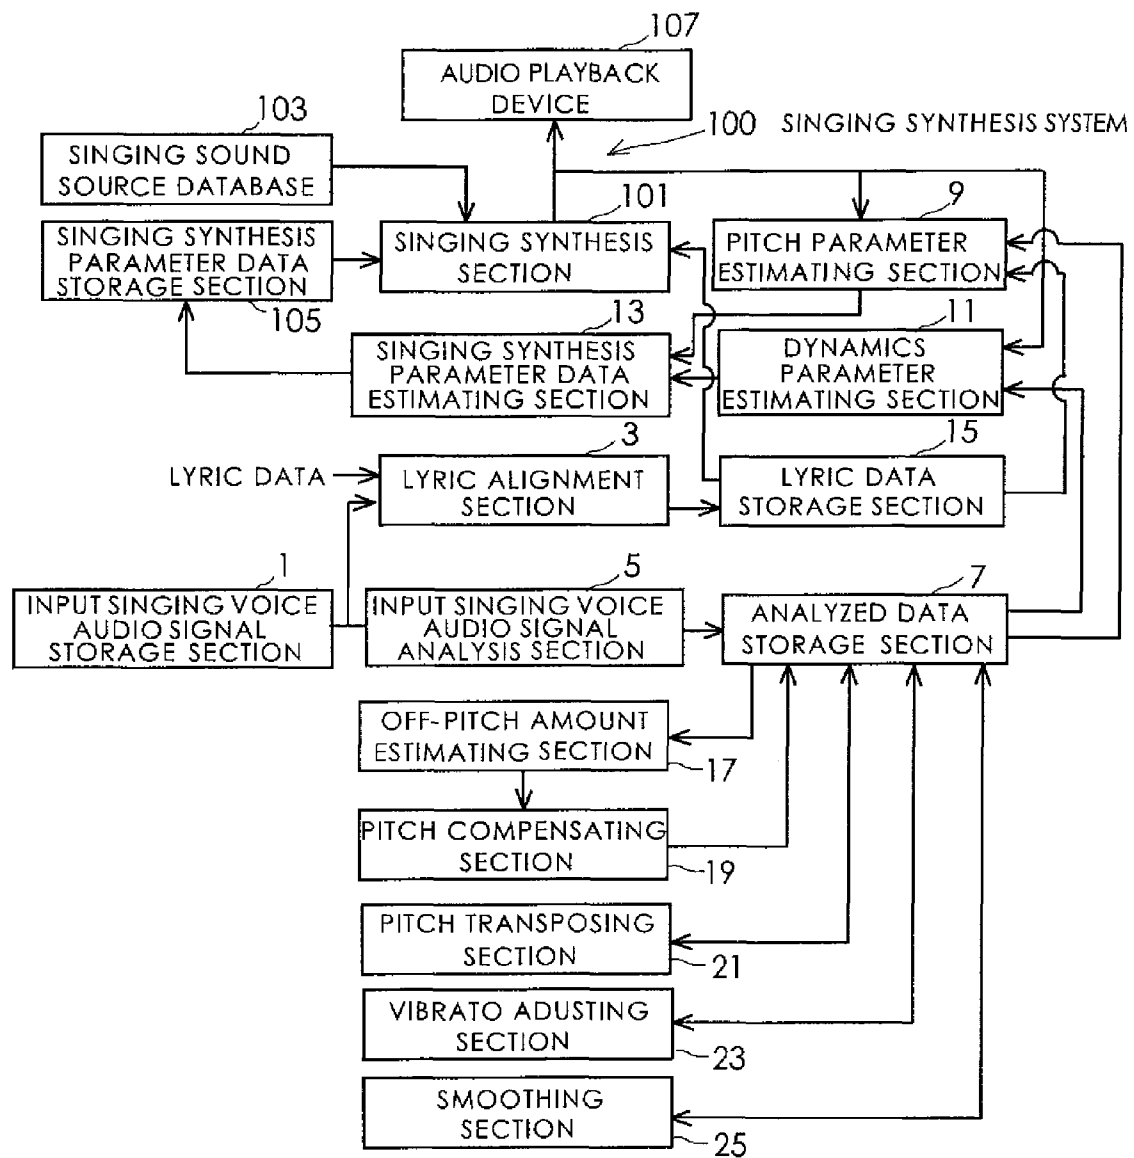 107
AUDIO PLAYBACK
DEVICE
103
SINGING SOUND
SOURCE DATABASE
100 SINGING SYNTHESIS SYSTEM
101
SINGING SYNTHESIS
SECTION
9
PITCH PARAMETER
ESTIMATING SECTION
SINGING SYNTHESIS
PARAMETER DATA
STORAGE SECTION
105
13
SINGING SYNTHESIS
PARAMETER DATA
ESTIMATING SECTION
11
DYNAMICS
PARAMETER
ESTIMATING SECTION
LYRIC DATA
3
LYRIC ALIGNMENT
SECTION
15
LYRIC DATA
STORAGE SECTION
1
INPUT SINGING VOICE
AUDIO SIGNAL
STORAGE SECTION
5
INPUT SINGING VOICE
AUDIO SIGNAL
ANALYSIS SECTION
7
ANALYZED DATA
STORAGE SECTION
OFF-PITCH AMOUNT
ESTIMATING SECTION
17
PITCH COMPENSATING
SECTION
19
PITCH TRANSPOSING
SECTION
21
VIBRATO ADUSTING
SECTION
23
SMOOTHING
SECTION
25